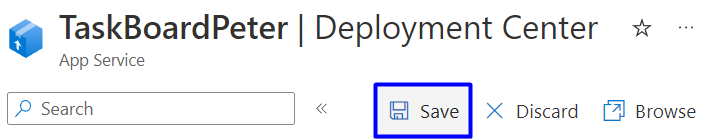 TaskBoardPeter | Deployment Center
App Service
Search Save Discard Browse